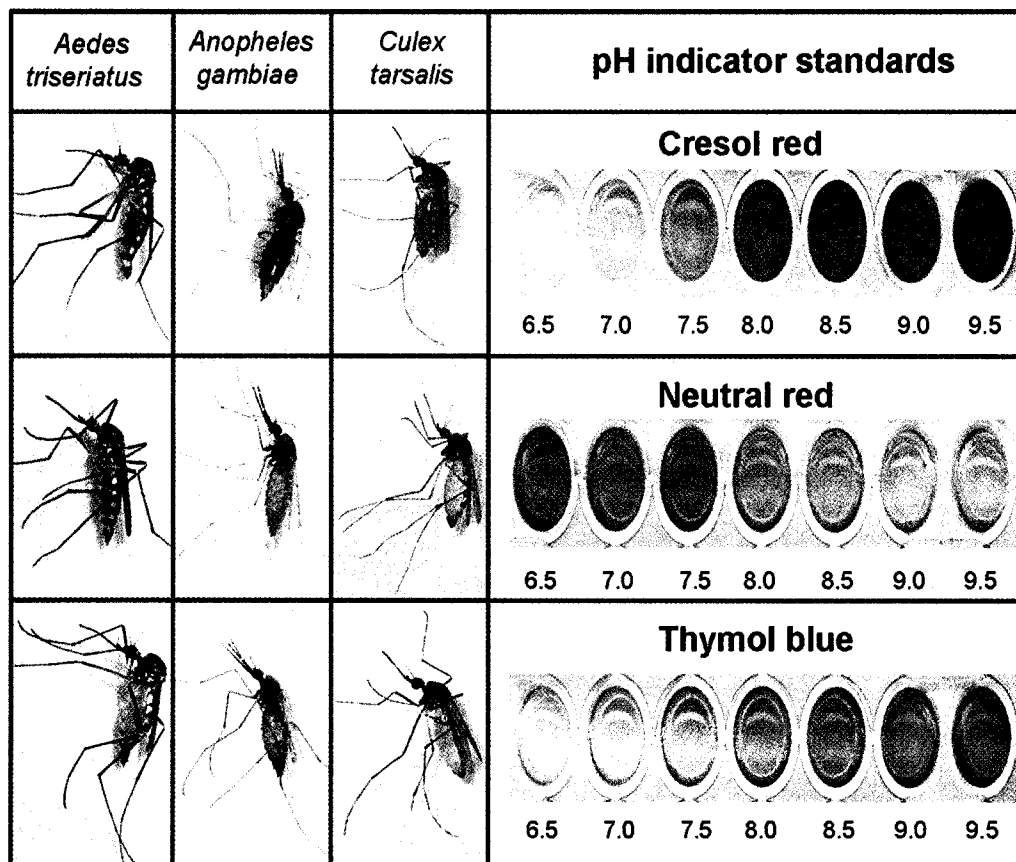 Aedes
triseriatus
Anopheles
gambiae
Culex
tarsalis
pH indicator standards
Cresol red
6.5 7.0 7.5 8.0 8.5 9.0 9.5
Neutral red
6.5 7.0 7.5 8.0 8.5 9.0 9.5
Thymol blue
6.5 7.0 7.5 8.0 8.5 9.0 9.5